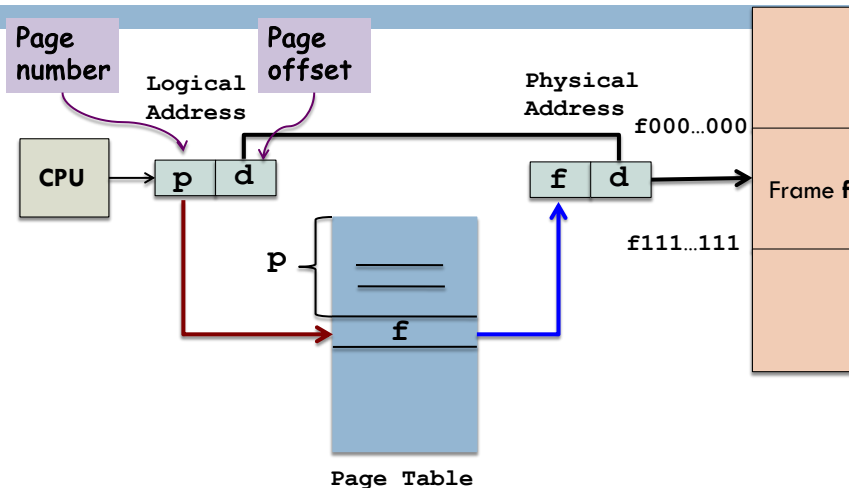 Page
number
Page
offset
Logical
Address
Physical
Address
f000…000
CPU
p
d
f
d
Frame f
f111…111
p
f
Page Table